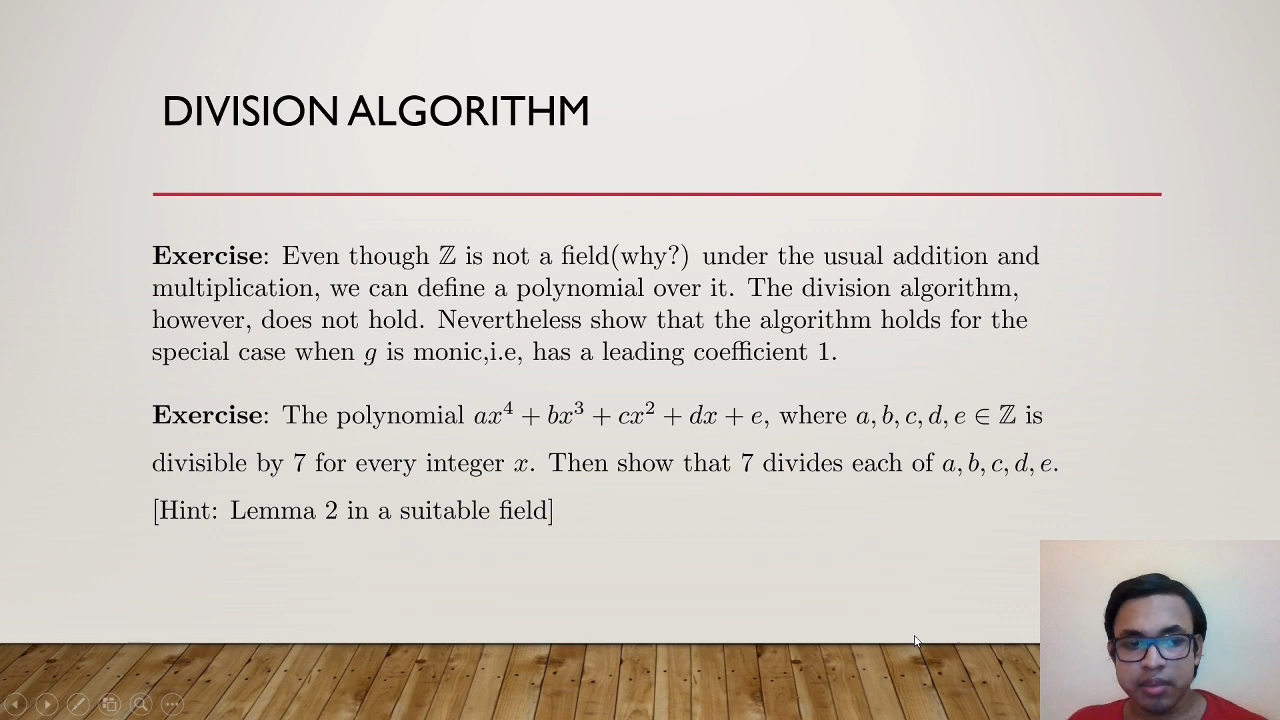 DIVISION ALGORITHM
Exercise: Even though ℤ is not a field(why?) under the usual addition and
multiplication, we can define a polynomial over it. The division algorithm,
however, does not hold. Nevertheless show that the algorithm holds for the
special case when g is monic,i.e, has a leading coefficient 1.
Exercise: The polynomial ax⁴ + bx³ + cx² + dx + e, where a, b, c, d, e ∈ ℤ is
divisible by 7 for every integer x. Then show that 7 divides each of a, b, c, d, e.
[Hint: Lemma 2 in a suitable field]